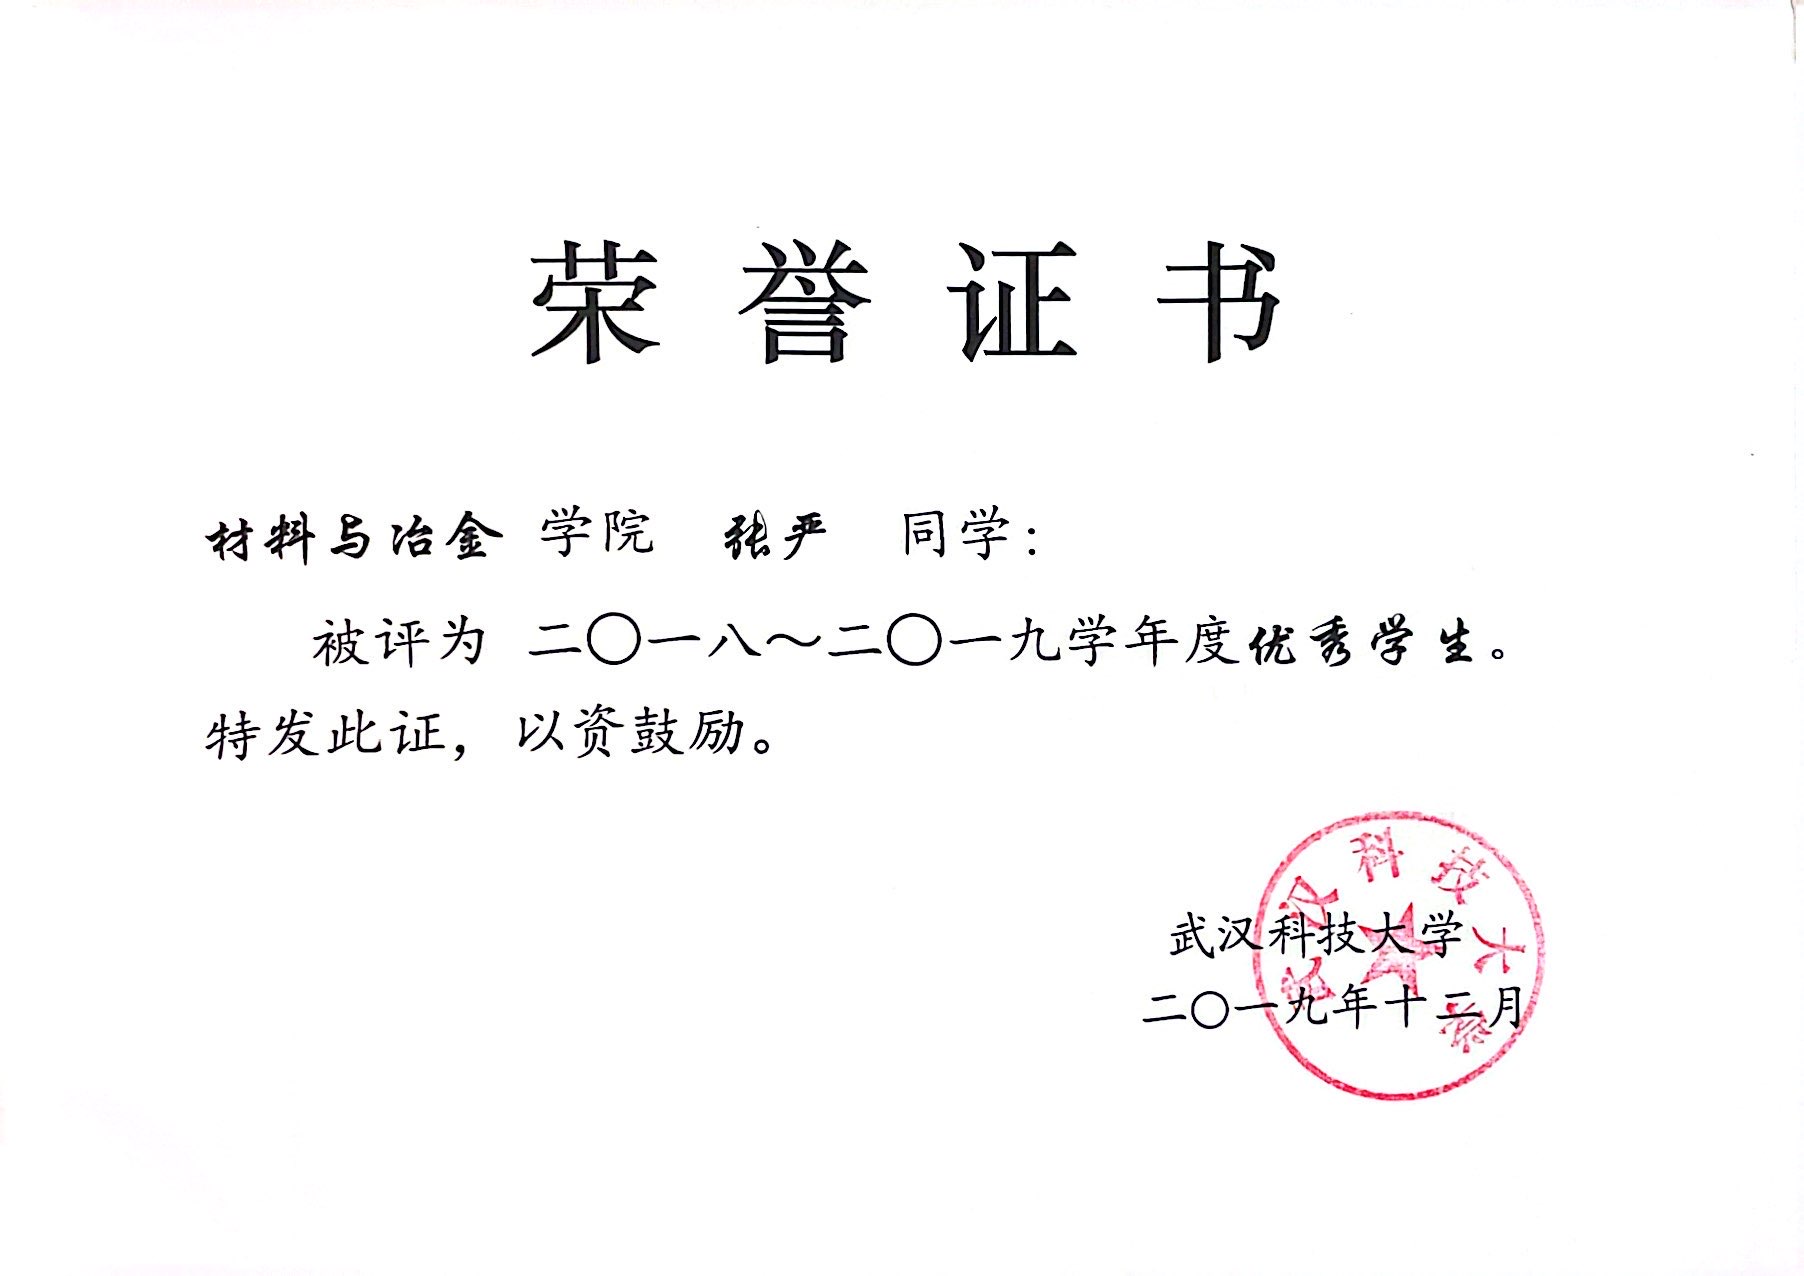 荣誉证书
材料与冶金 学院 张严 同学：
被评为 二〇一八～二〇一九学年度优秀学生。
特发此证，以资鼓励。
武汉科技大学
二〇一九年十二月
武汉科技大学